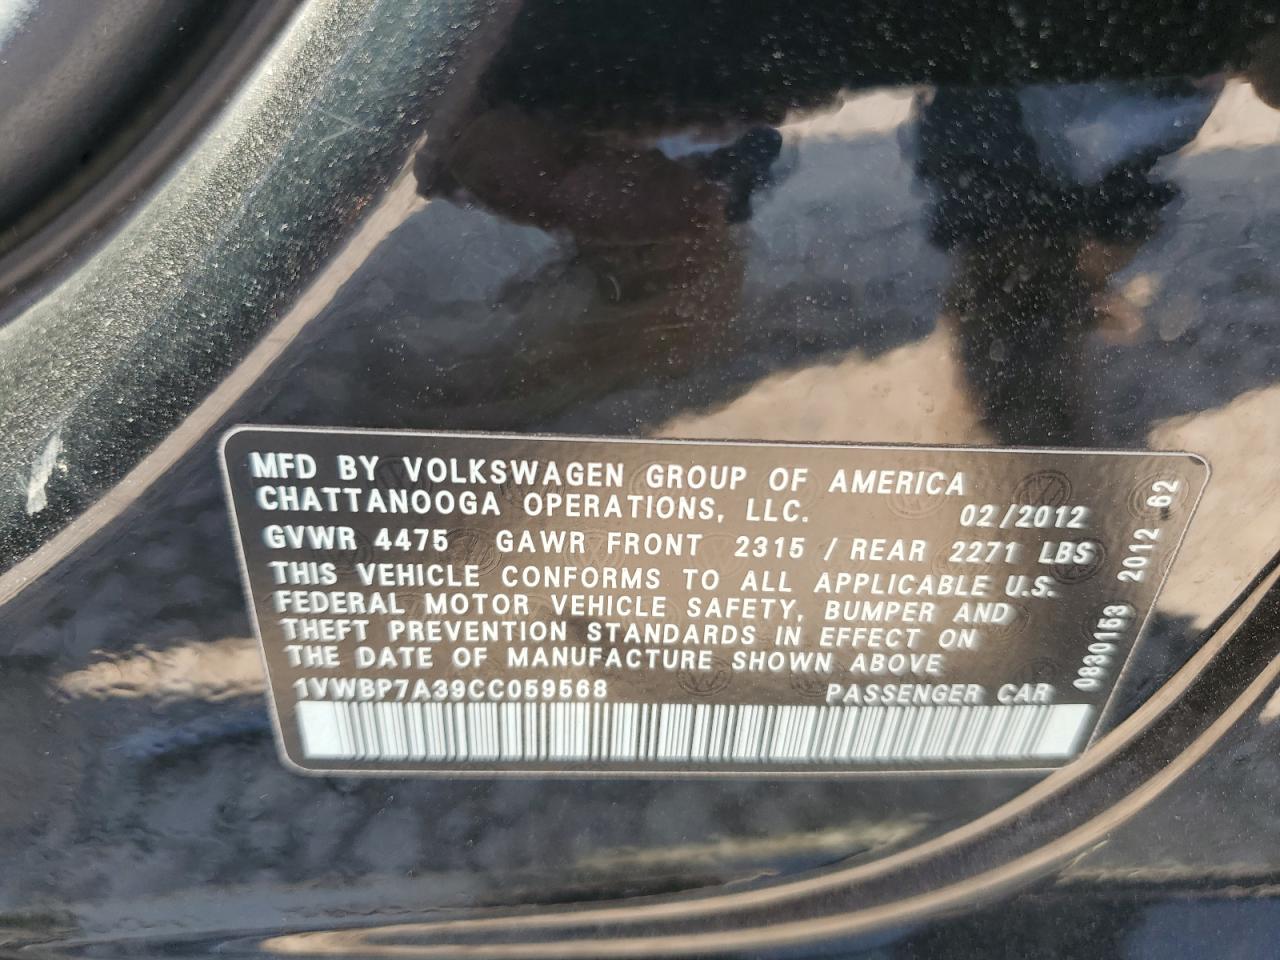 MFD BY VOLKSWAGEN GROUP OF AMERICA
CHATTANOOGA OPERATIONS, LLC. 02/2012
GVWR 4475 GAWR FRONT 2315 / REAR 2271 LBS
THIS VEHICLE CONFORMS TO ALL APPLICABLE U.S.
FEDERAL MOTOR VEHICLE SAFETY, BUMPER AND
THEFT PREVENTION STANDARDS IN EFFECT ON
THE DATE OF MANUFACTURE SHOWN ABOVE
1VWBP7A39CC059568 PASSENGER CAR
0830153 2012 62